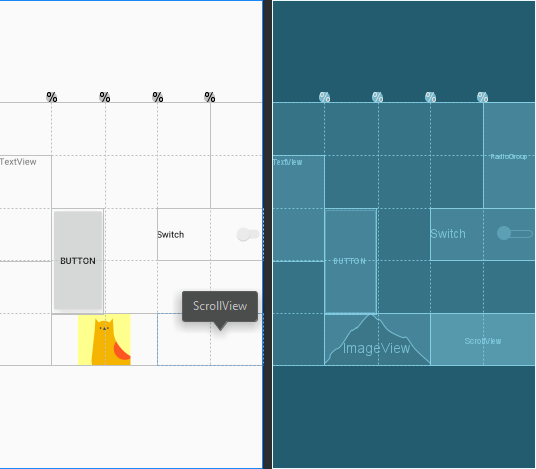 % % % %
% % % %
RadioGroup
TextView
TextView
Switch
Switch
BUTTON
BUTTON
ScrollView
ScrollView
ImageView